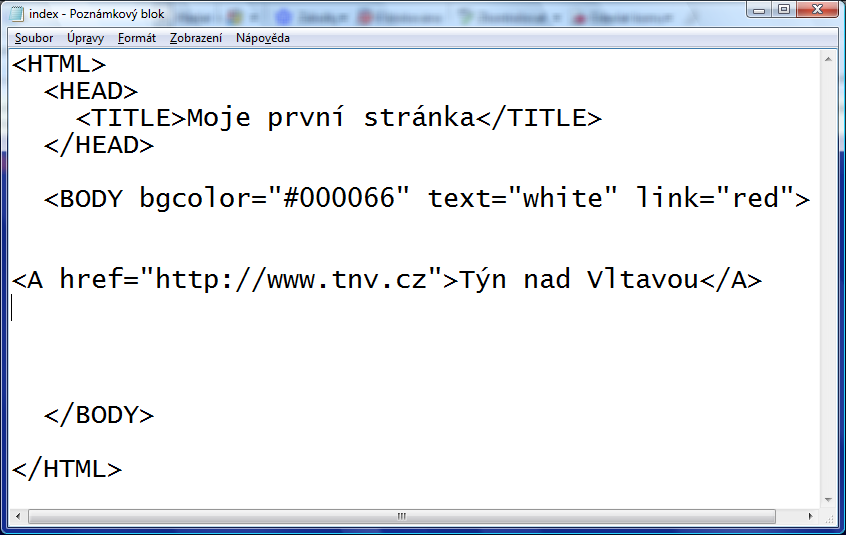 index - Poznámkový blok
Soubor Úpravy Formát Zobrazení Nápověda
<HTML>
<HEAD>
<TITLE>Moje první stránka</TITLE>
</HEAD>
<BODY bgcolor="#000066" text="white" link="red">
<A href="http://www.tnv.cz">Týn nad Vltavou</A>
</BODY>
</HTML>